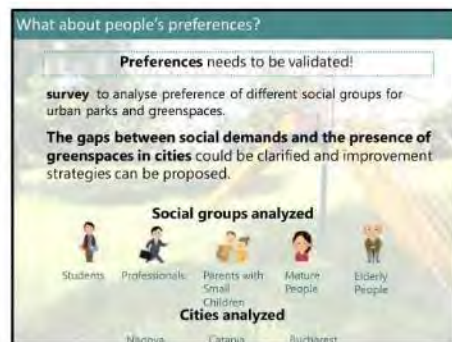 What about people's preferences?
Preferences needs to be validated!
survey to analyse preference of different social groups for
urban parks and greenspaces.
The gaps between social demands and the presence of
greenspaces in cities could be clarified and improvement
strategies can be proposed.
Social groups analyzed
Students Professionals Parents with Mature Elderly
Small People People
Children
Cities analyzed
Nagoya Catania Bucharest